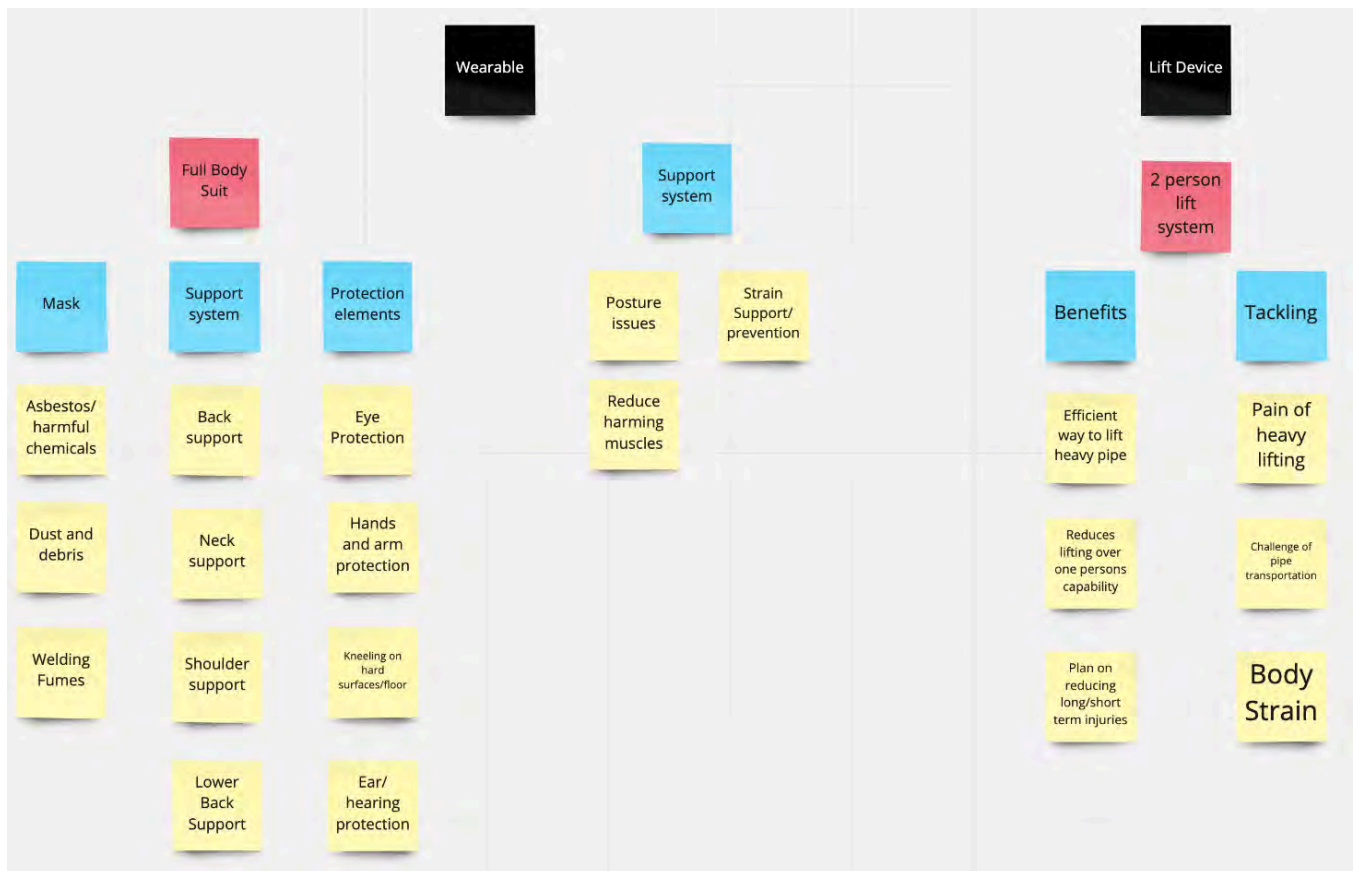 Wearable
Lift Device
Full Body
Suit
Support
system
2 person
lift
system
Mask
Support
system
Protection
elements
Posture
issues
Strain
Support/
prevention
Benefits
Tackling
Asbestos/
harmful
chemicals
Back
support
Eye
Protection
Reduce
harming
muscles
Efficient
way to lift
heavy pipe
Pain of
heavy
lifting
Dust and
debris
Neck
support
Hands
and arm
protection
Reduces
lifting over
one persons
capability
Challenge of
pipe
transportation
Welding
Fumes
Shoulder
support
Kneeling on
hard
surfaces/floor
Plan on
reducing
long/short
term injuries
Body
Strain
Lower
Back
Support
Ear/
hearing
protection